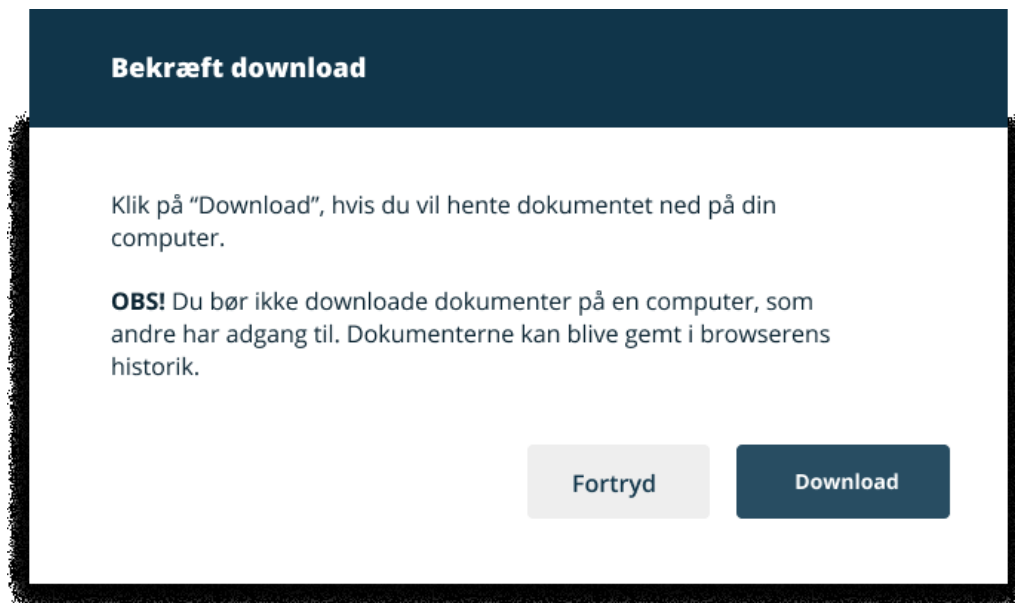 Bekræft download
Klik på “Download”, hvis du vil hente dokumentet ned på din
computer.
OBS! Du bør ikke downloade dokumenter på en computer, som
andre har adgang til. Dokumenterne kan blive gemt i browserens
historik.
Fortryd
Download